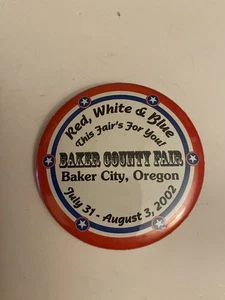 Red, White & Blue
This Fair's For You!
BAKER COUNTY FAIR
Baker City, Oregon
July 31 - August 3, 2002